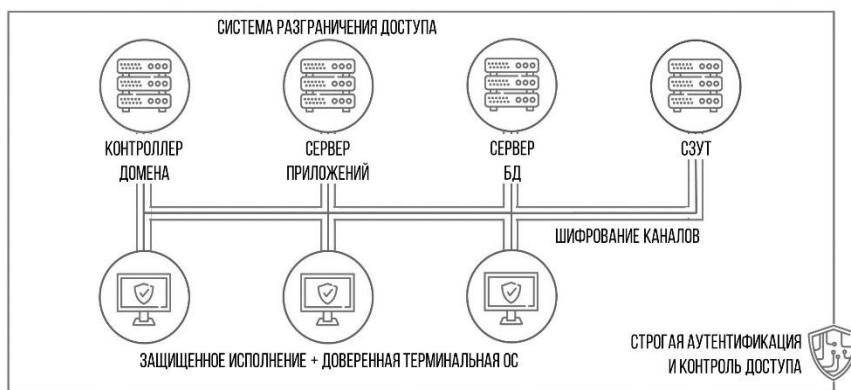 СИСТЕМА РАЗГРАНИЧЕНИЯ ДОСТУПА
КОНТРОЛЛЕР
ДОМЕНА
СЕРВЕР
ПРИЛОЖЕНИЙ
СЕРВЕР
БД
СЗУТ
ШИФРОВАНИЕ КАНАЛОВ
ЗАЩИЩЕННОЕ ИСПОЛНЕНИЕ + ДОВЕРЕННАЯ ТЕРМИНАЛЬНАЯ ОС
СТРОГАЯ АУТЕНТИФИКАЦИЯ
И КОНТРОЛЬ ДОСТУПА